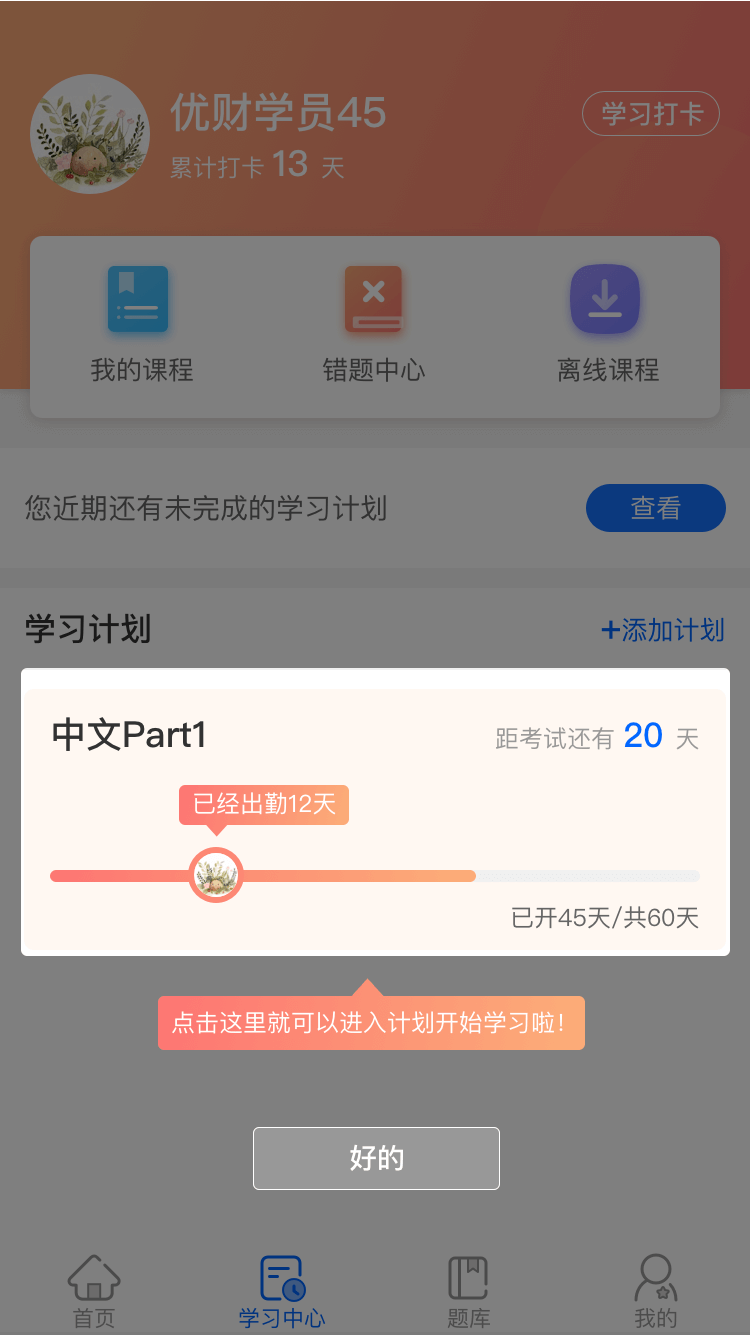 优财学员45
学习打卡
累计打卡 13 天
我的课程
错题中心
离线课程
您近期还有未完成的学习计划
查看
学习计划
+添加计划
中文Part1
距考试还有 20 天
已经出勤12天
已开45天/共60天
点击这里就可以进入计划开始学习啦！
好的
首页
学习中心
题库
我的